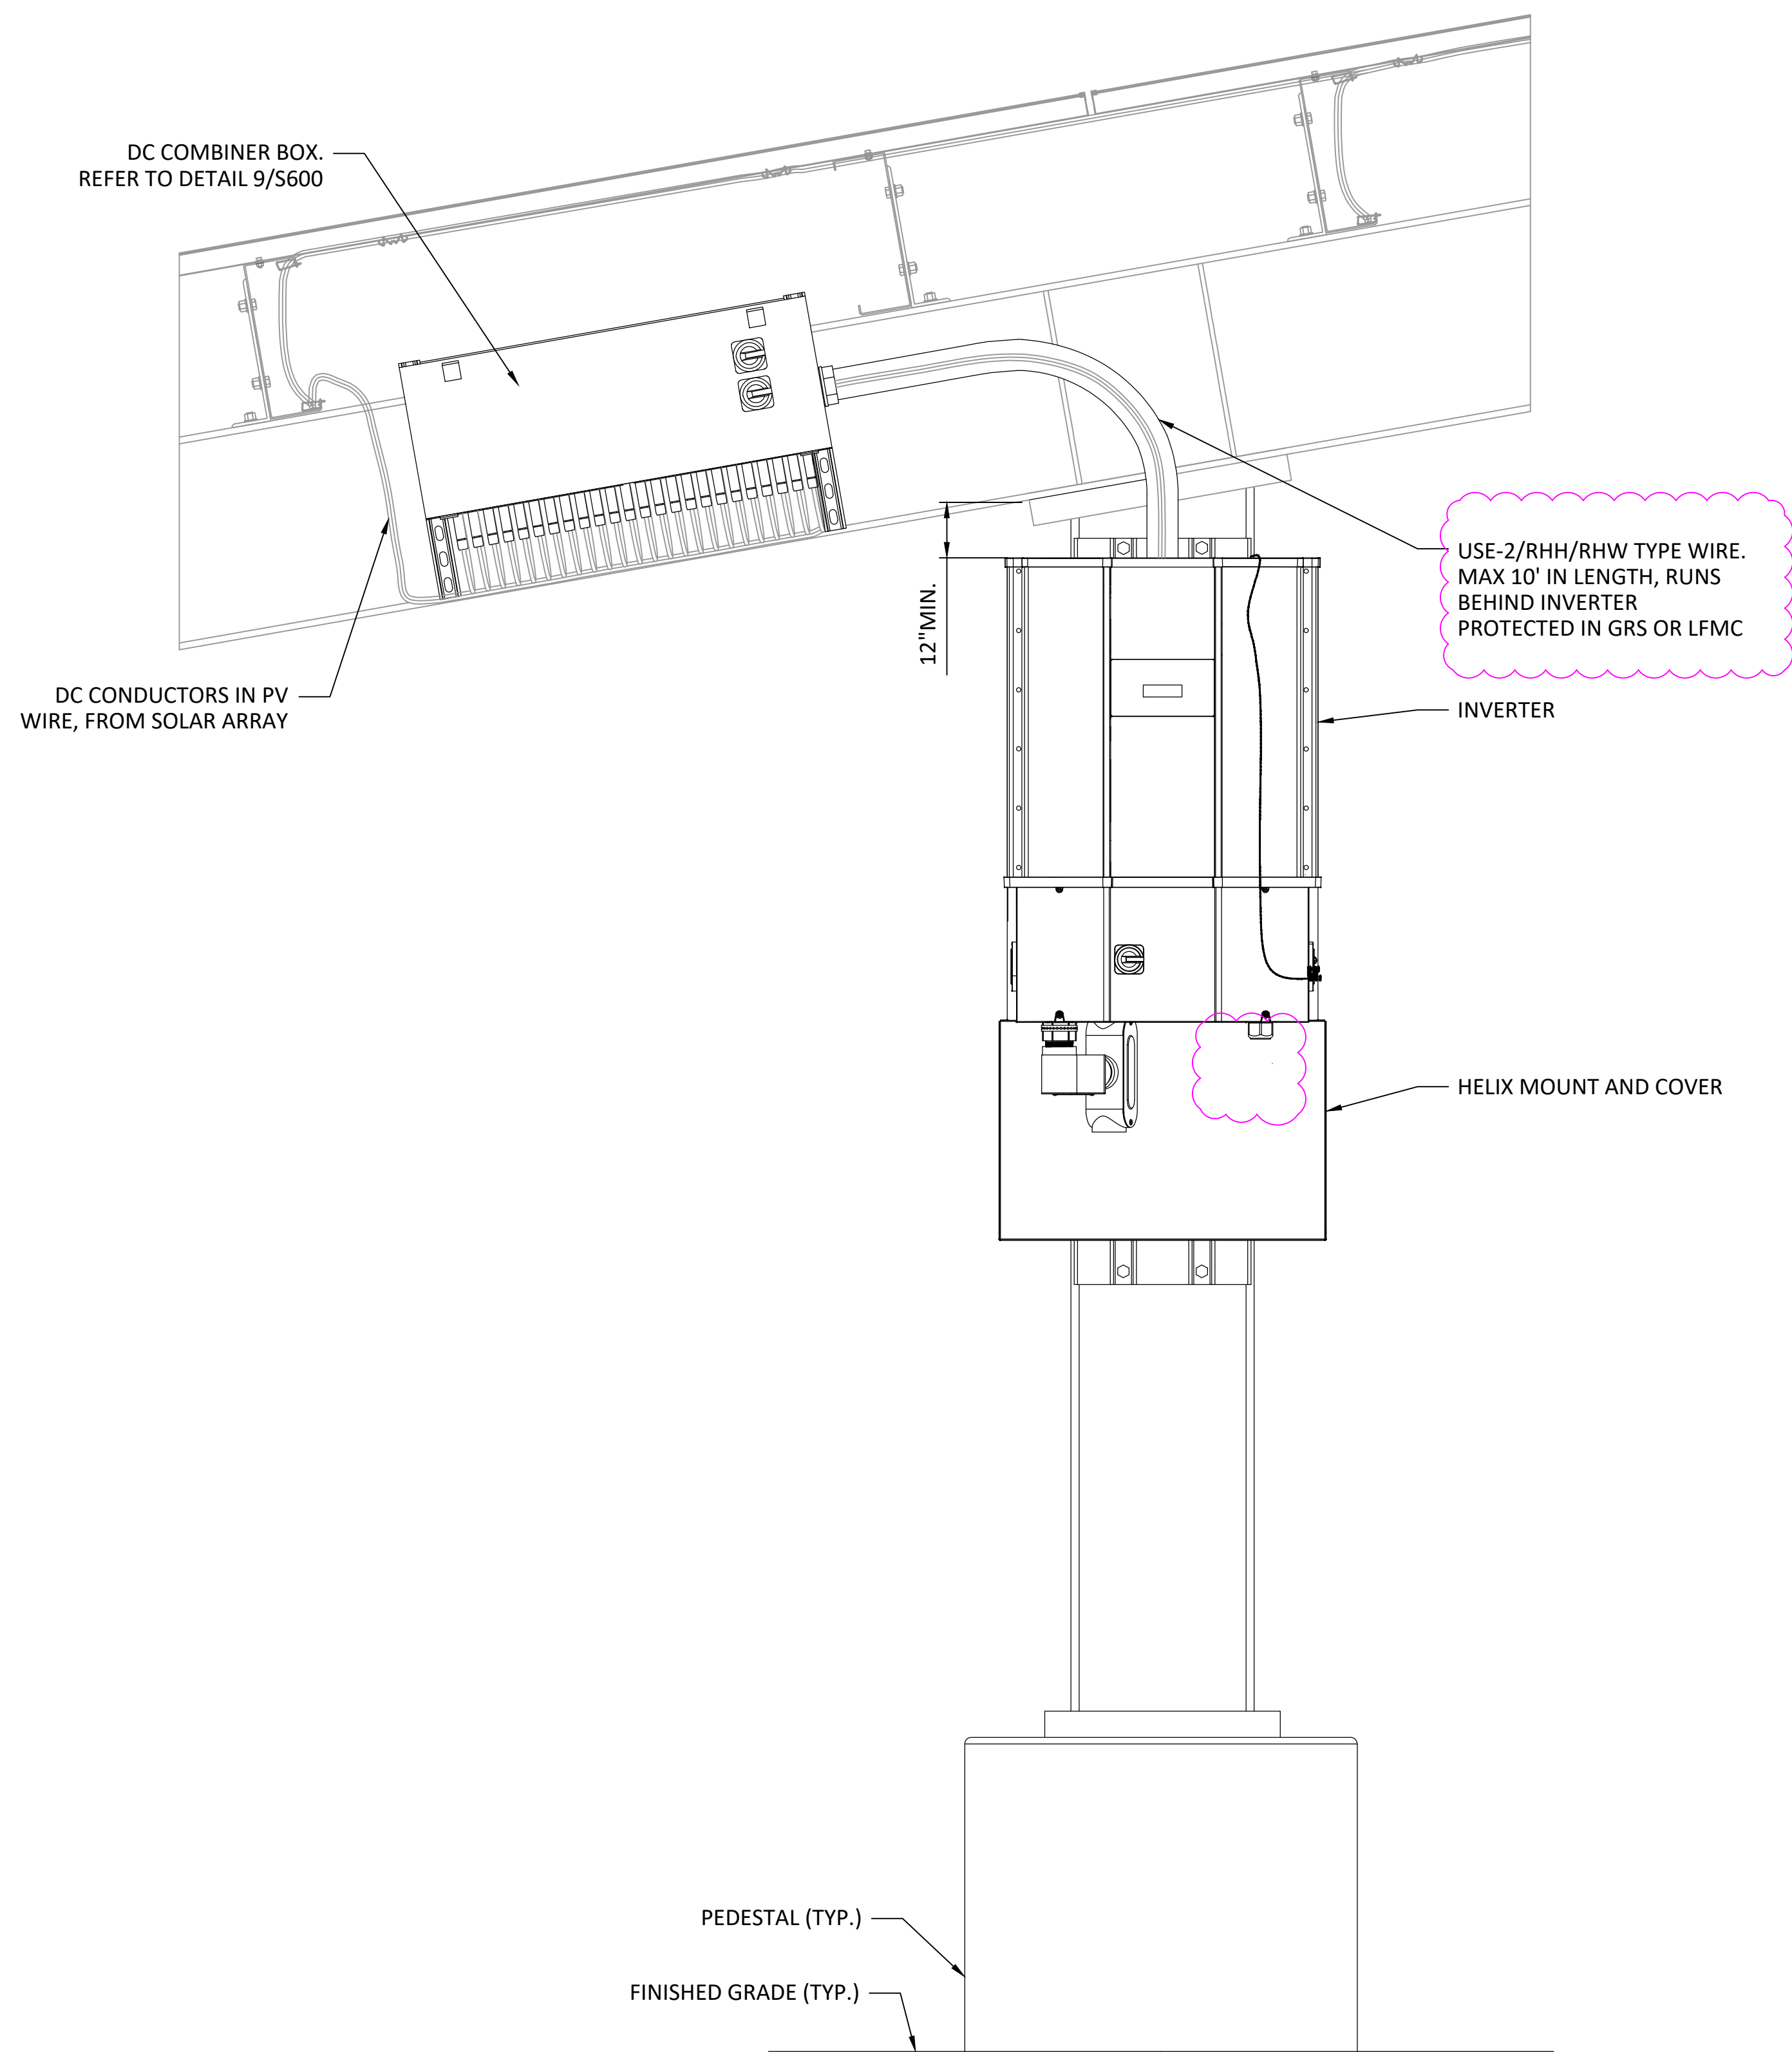 DC COMBINER BOX.
REFER TO DETAIL 9/S600
USE-2/RHH/RHW TYPE WIRE.
MAX 10' IN LENGTH, RUNS
BEHIND INVERTER
PROTECTED IN GRS OR LFMC
12"MIN.
DC CONDUCTORS IN PV
WIRE, FROM SOLAR ARRAY
INVERTER
HELIX MOUNT AND COVER
PEDESTAL (TYP.)
FINISHED GRADE (TYP.)